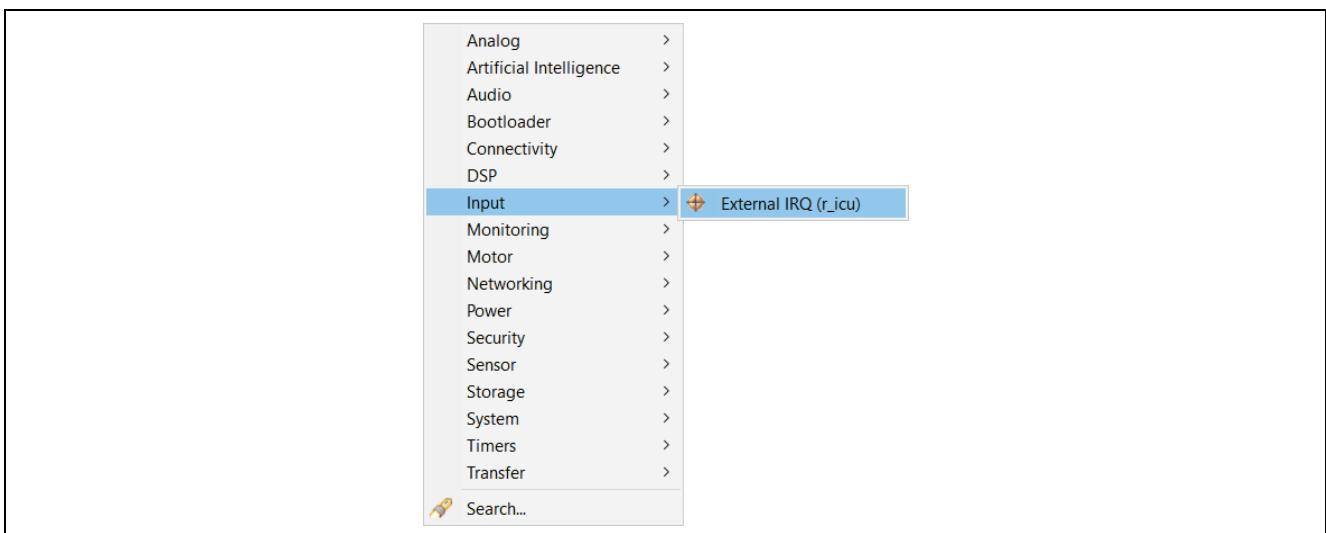 Analog >
Artificial Intelligence >
Audio >
Bootloader >
Connectivity >
DSP >
Input > External IRQ (r_icu)
Monitoring >
Motor >
Networking >
Power >
Security >
Sensor >
Storage >
System >
Timers >
Transfer >
Search...